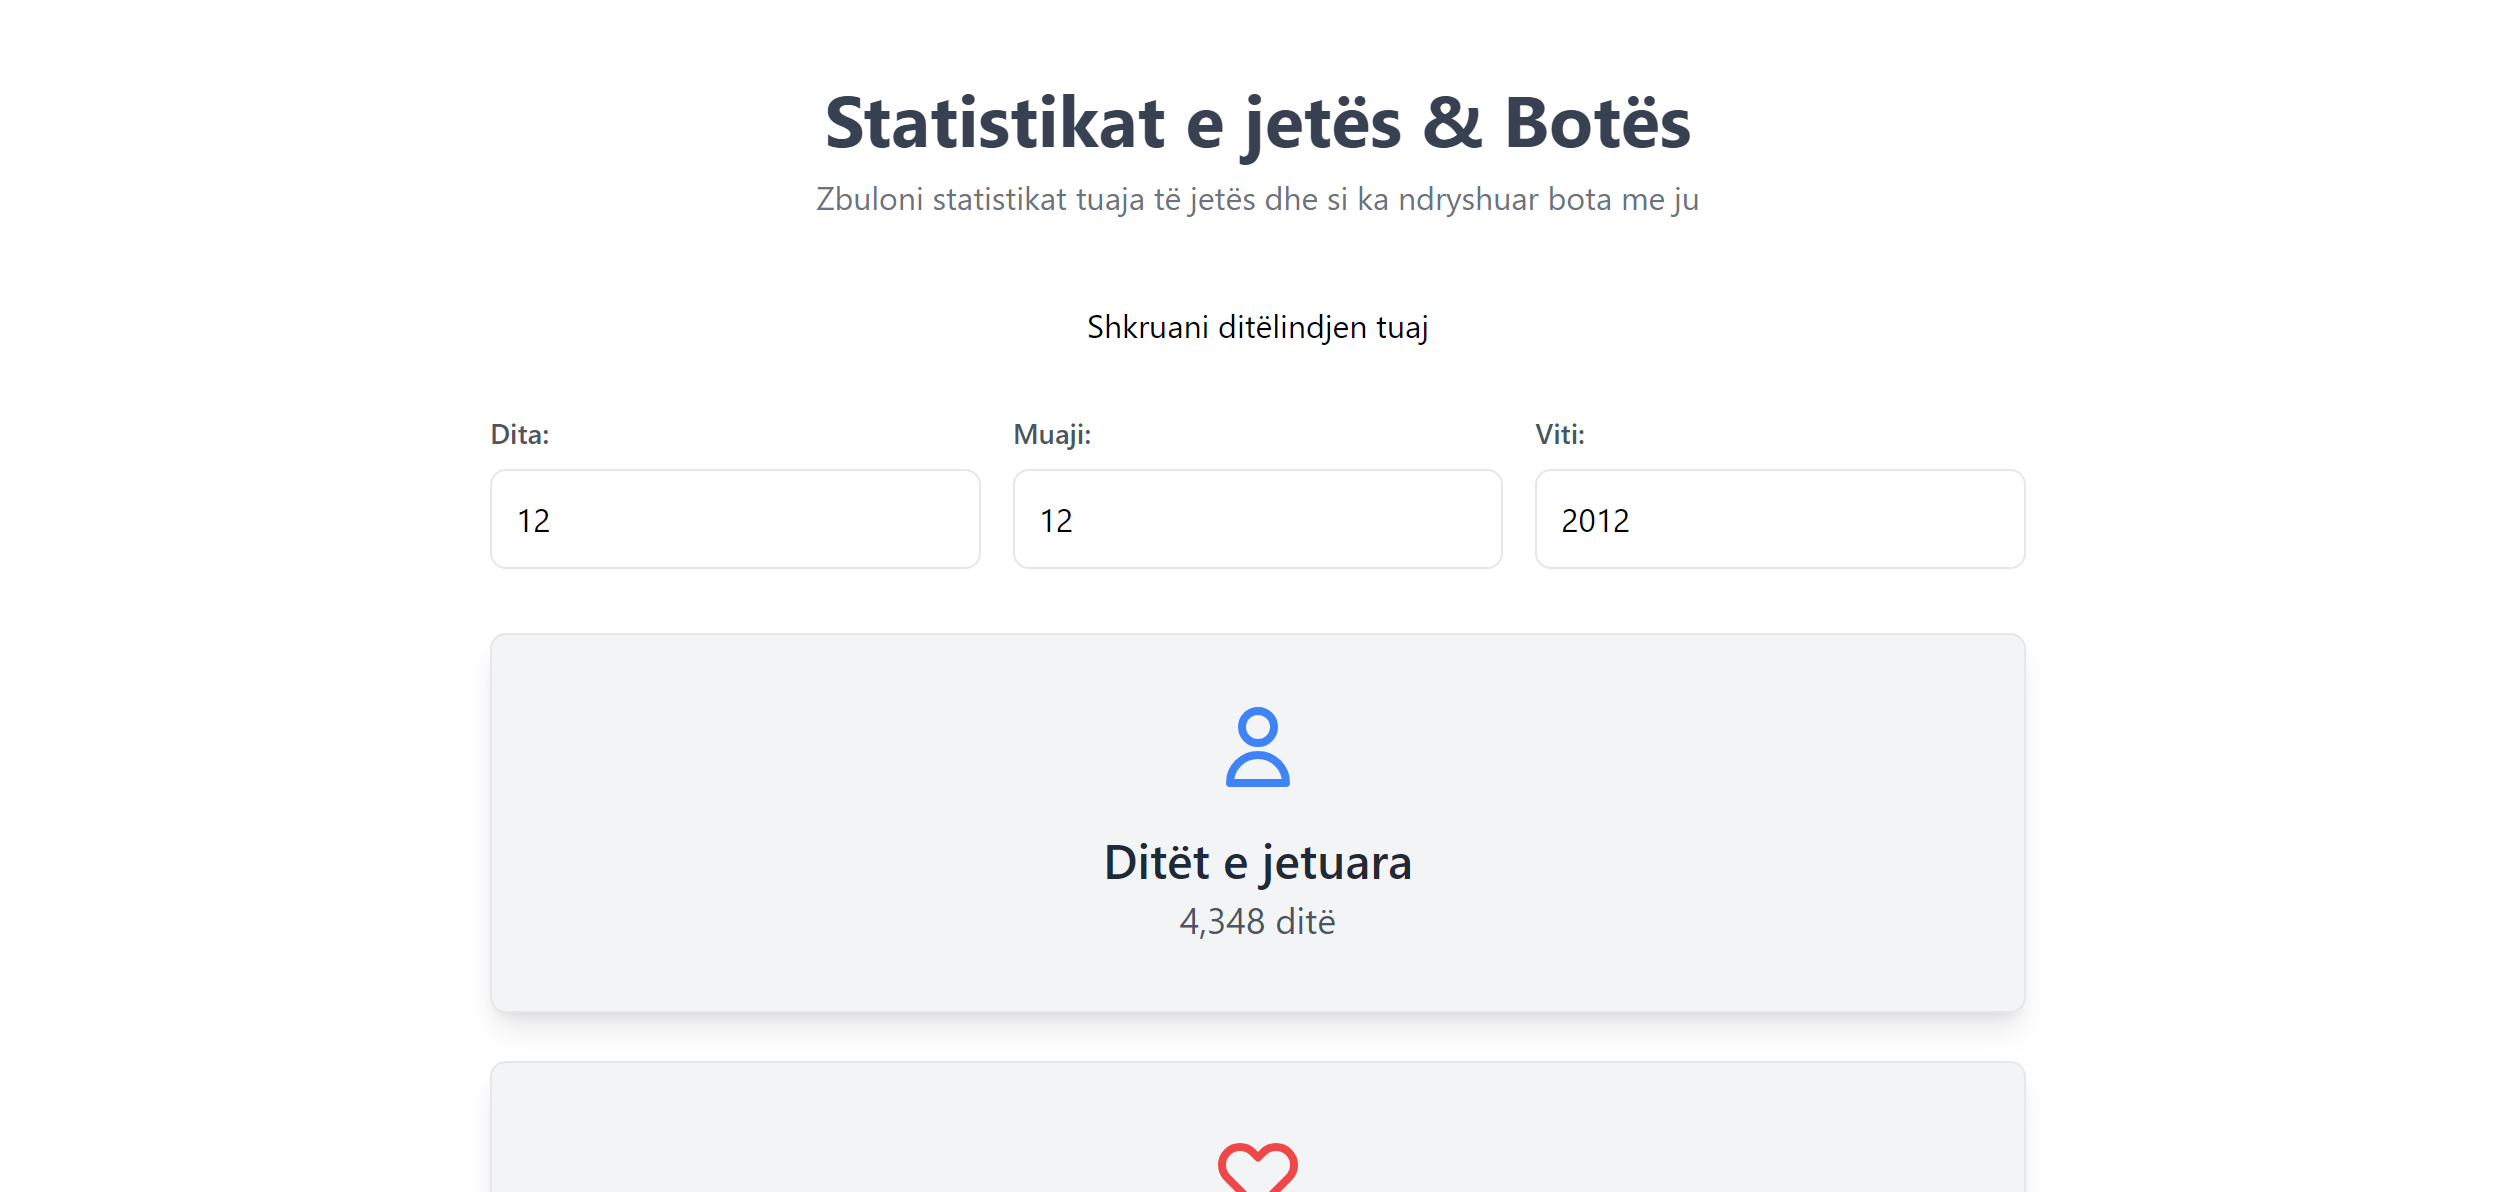 Statistikat e jetës & Botës
Zbuloni statistikat tuaja të jetës dhe si ka ndryshuar bota me ju
Shkruani ditëlindjen tuaj
Dita:
Muaji:
Viti:
12
12
2012
Ditët e jetuara
4,348 ditë